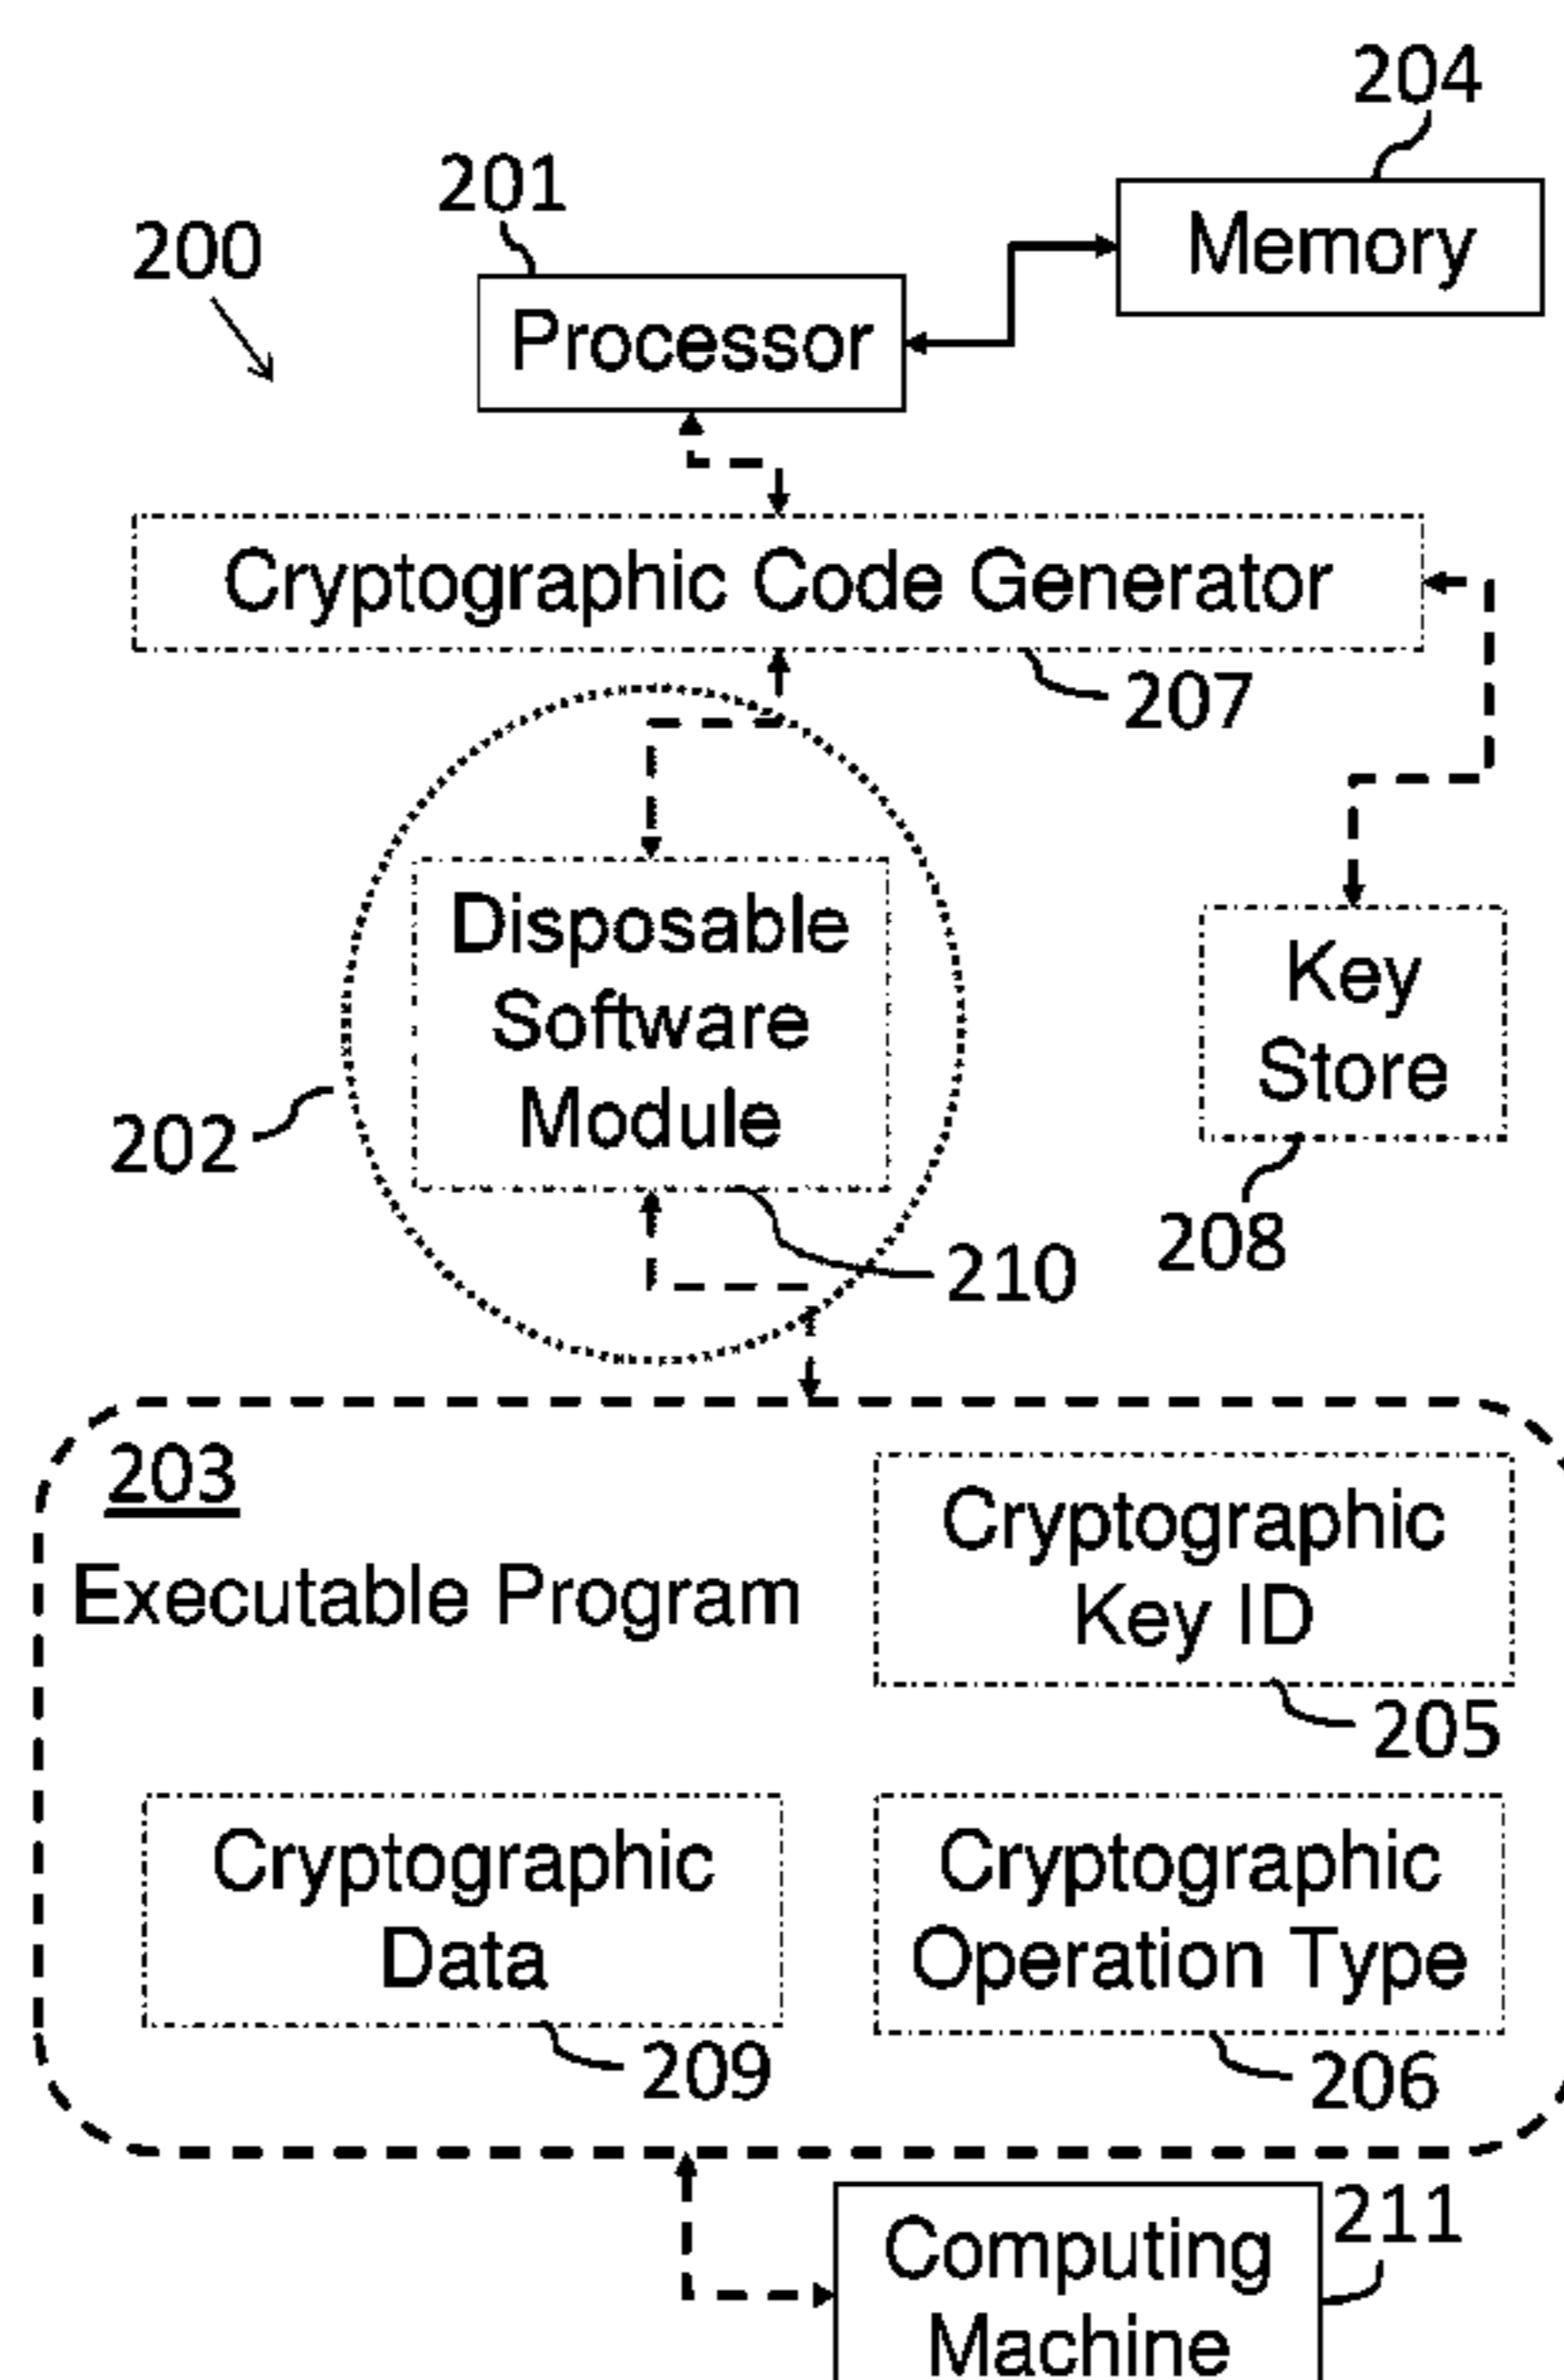 204
201
200
Memory
Processor
Cryptographic Code Generator
207
Disposable
Software
Module
Key
Store
202
208
210
203
Executable Program
Cryptographic
Key ID
205
Cryptographic
Data
Cryptographic
Operation Type
209
206
211
Computing
Machine